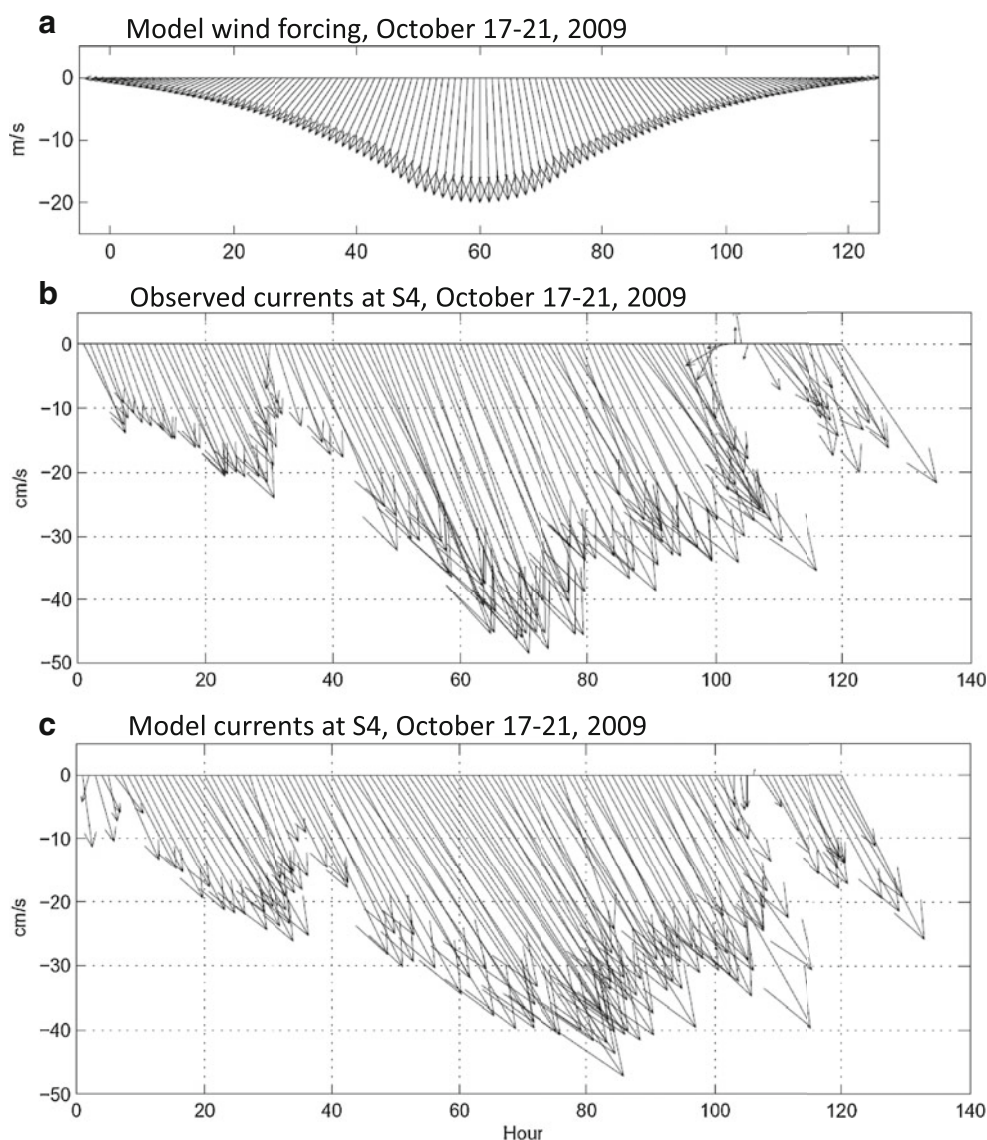 a Model wind forcing, October 17-21, 2009
0
−10
−20
m/s
0 20 40 60 80 100 120
b Observed currents at S4, October 17-21, 2009
0
−10
−20
−30
−40
−50
cm/s
0 20 40 60 80 100 120 140
c Model currents at S4, October 17-21, 2009
0
−10
−20
−30
−40
−50
cm/s
0 20 40 60 80 100 120 140
Hour